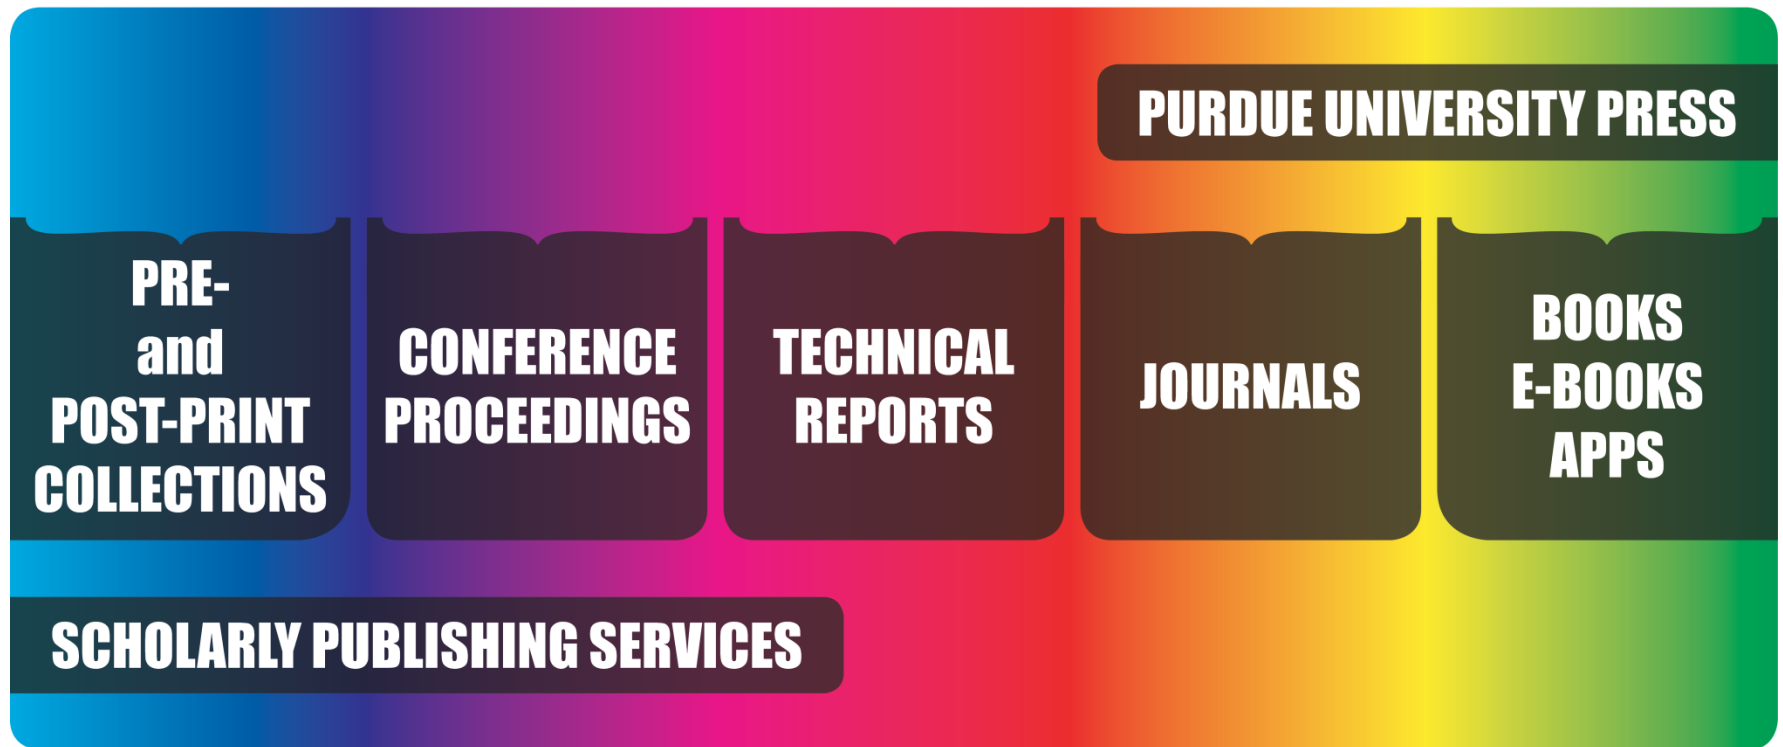 PURDUE UNIVERSITY PRESS
PRE-
and
POST-PRINT
COLLECTIONS
CONFERENCE
PROCEEDINGS
TECHNICAL
REPORTS
JOURNALS
BOOKS
E-BOOKS
APPS
SCHOLARLY PUBLISHING SERVICES